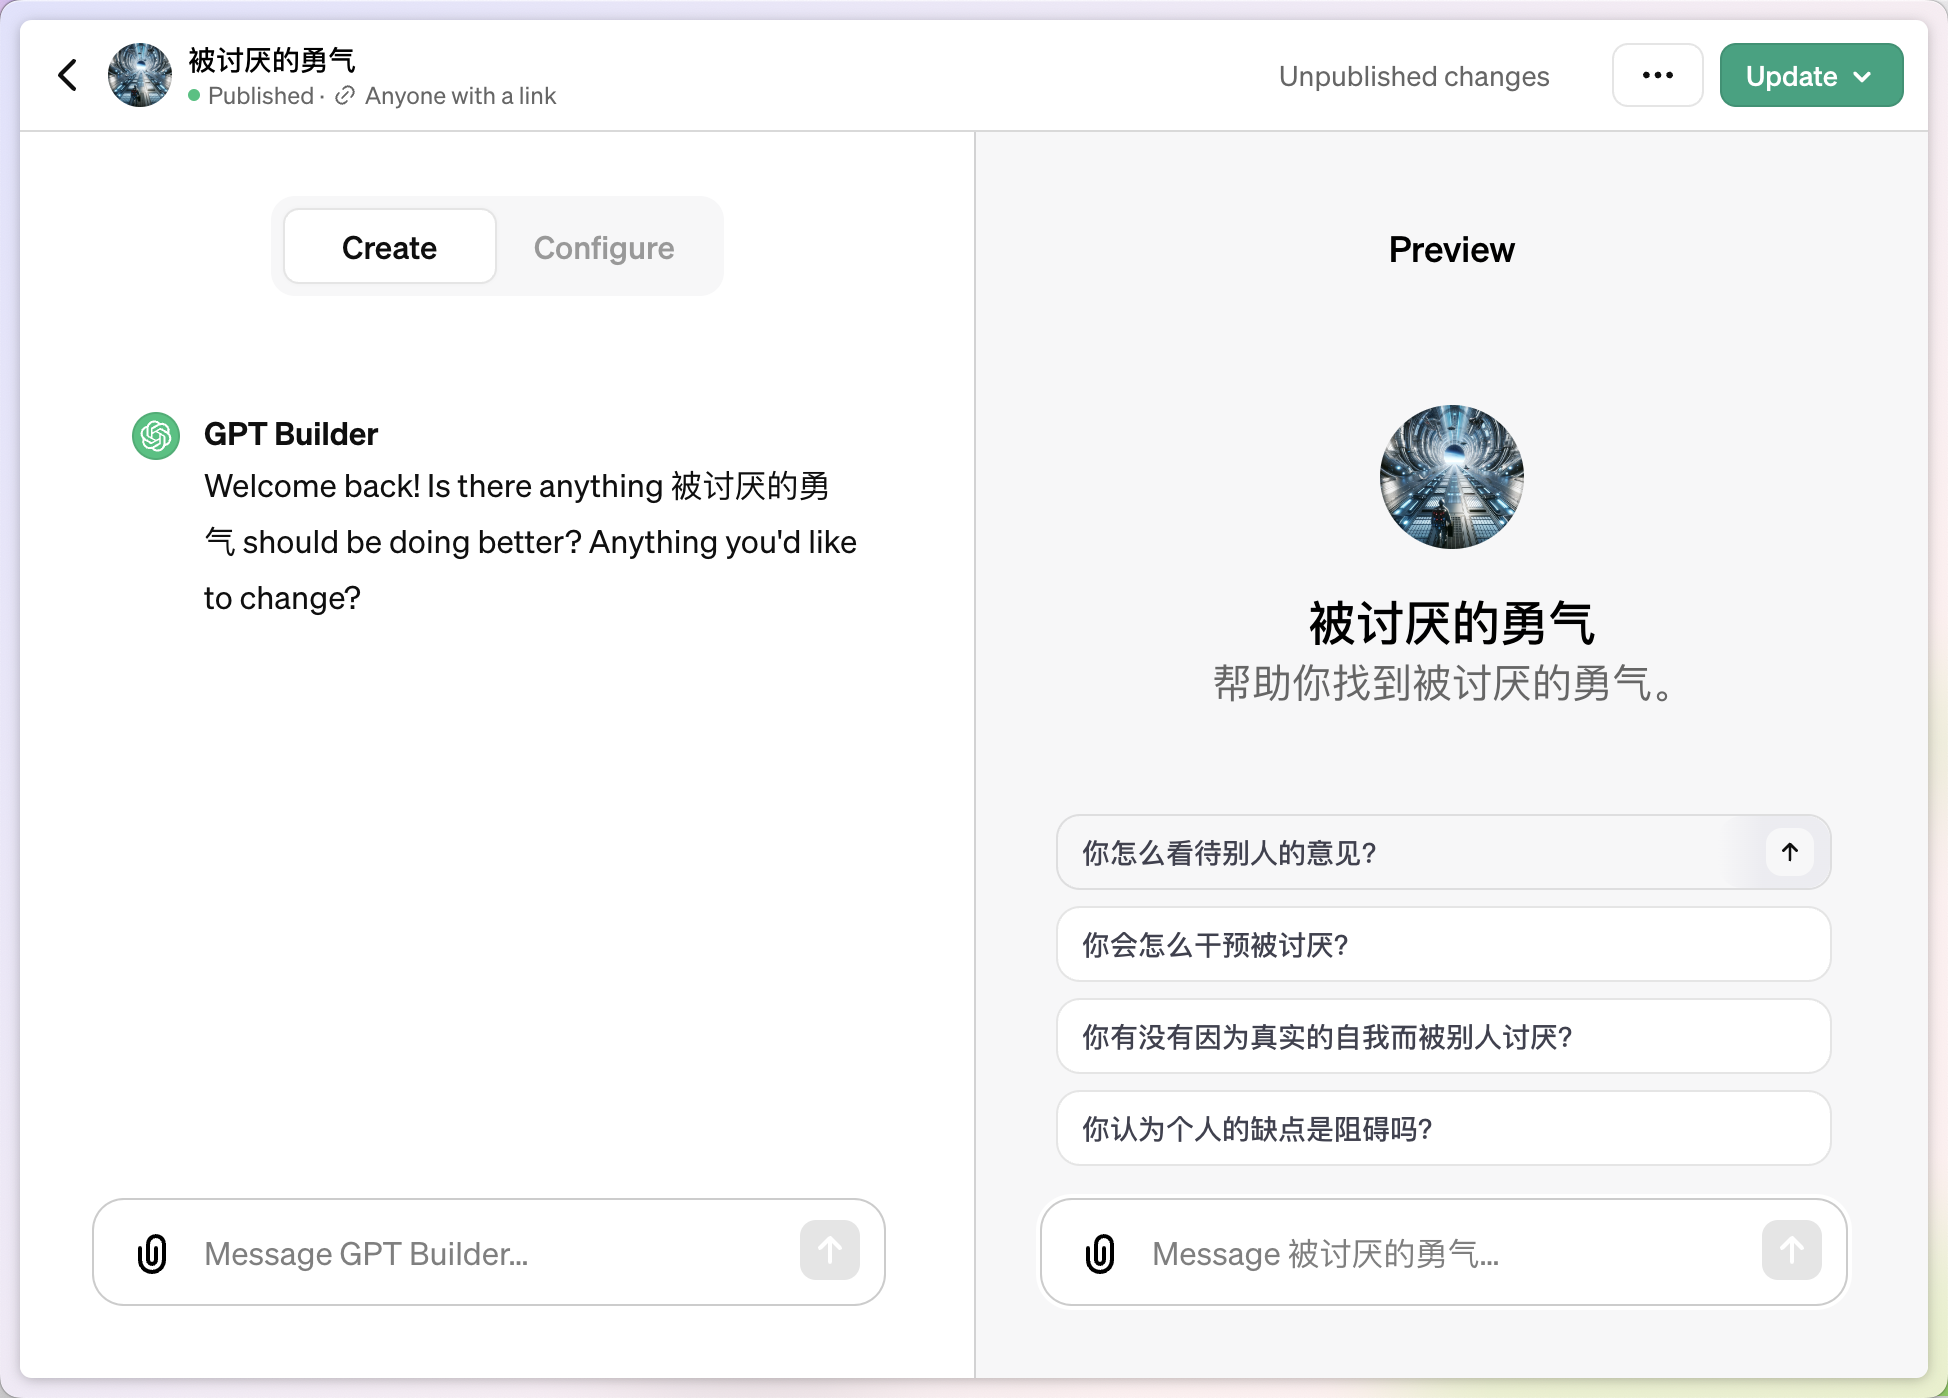 被讨厌的勇气
Published · Anyone with a link
Unpublished changes
Update
Create
Configure
GPT Builder
Welcome back! Is there anything 被讨厌的勇
气 should be doing better? Anything you'd like
to change?
Message GPT Builder...
Preview
被讨厌的勇气
帮助你找到被讨厌的勇气。
你怎么看待别人的意见?
你会怎么干预被讨厌?
你有没有因为真实的自我而被别人讨厌?
你认为个人的缺点是阻碍吗?
Message 被讨厌的勇气...